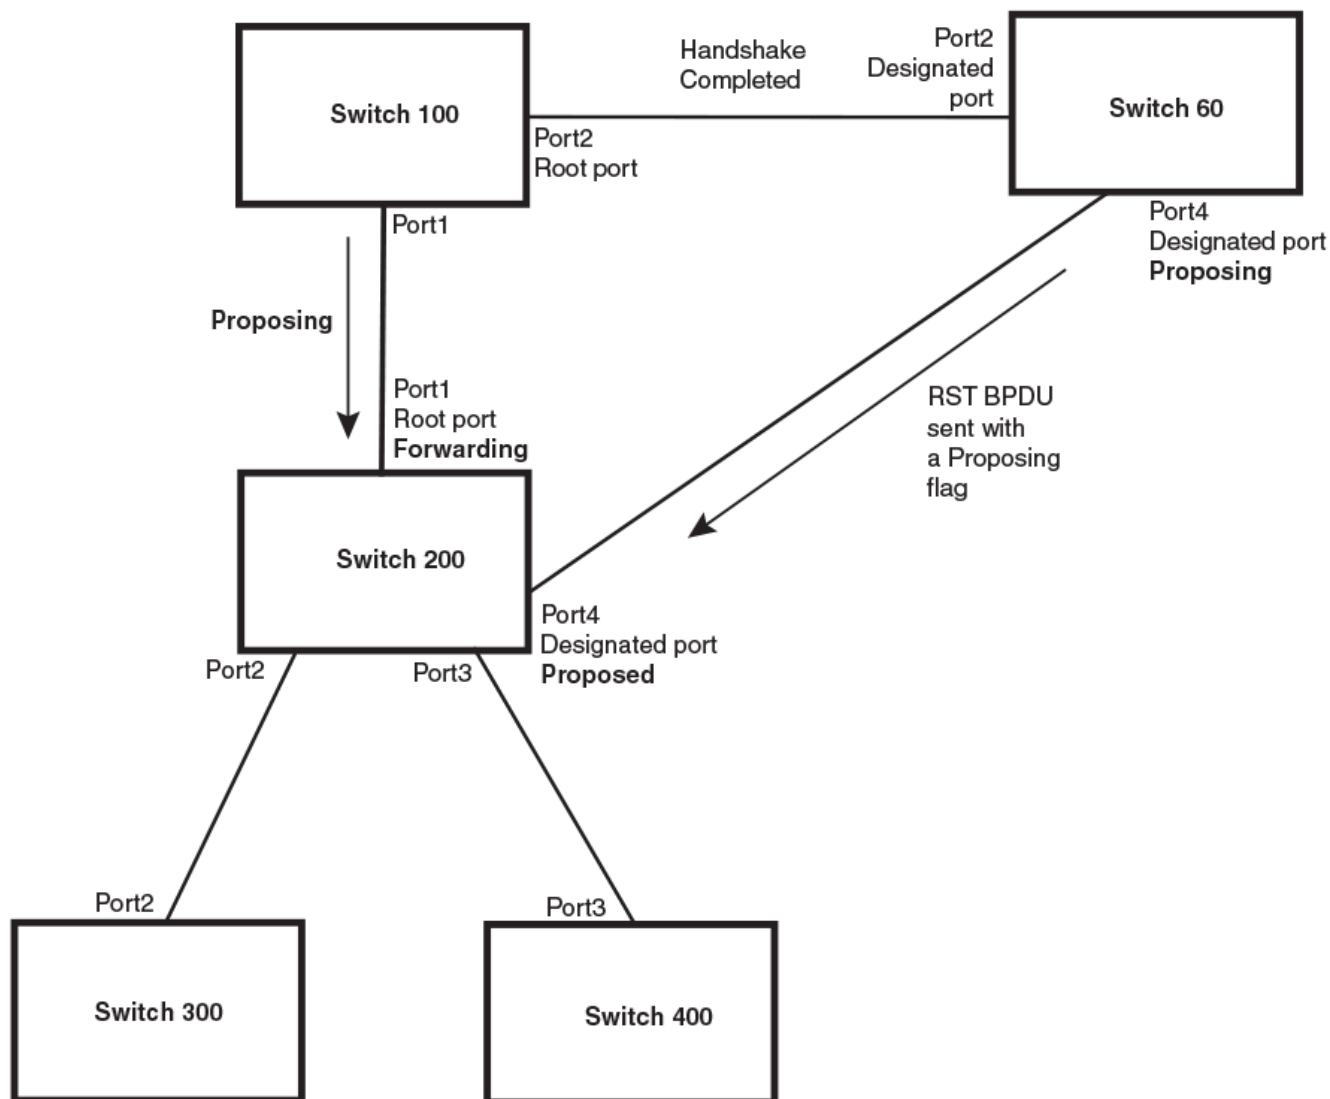 Switch 100
Handshake
Completed
Port2
Designated
port
Switch 60
Port2
Root port
Port1
Port4
Designated port
Proposing
Proposing
Port1
Root port
Forwarding
RST BPDU
sent with
a Proposing
flag
Switch 200
Port4
Designated port
Proposed
Port2
Port3
Port2
Port3
Switch 300
Switch 400